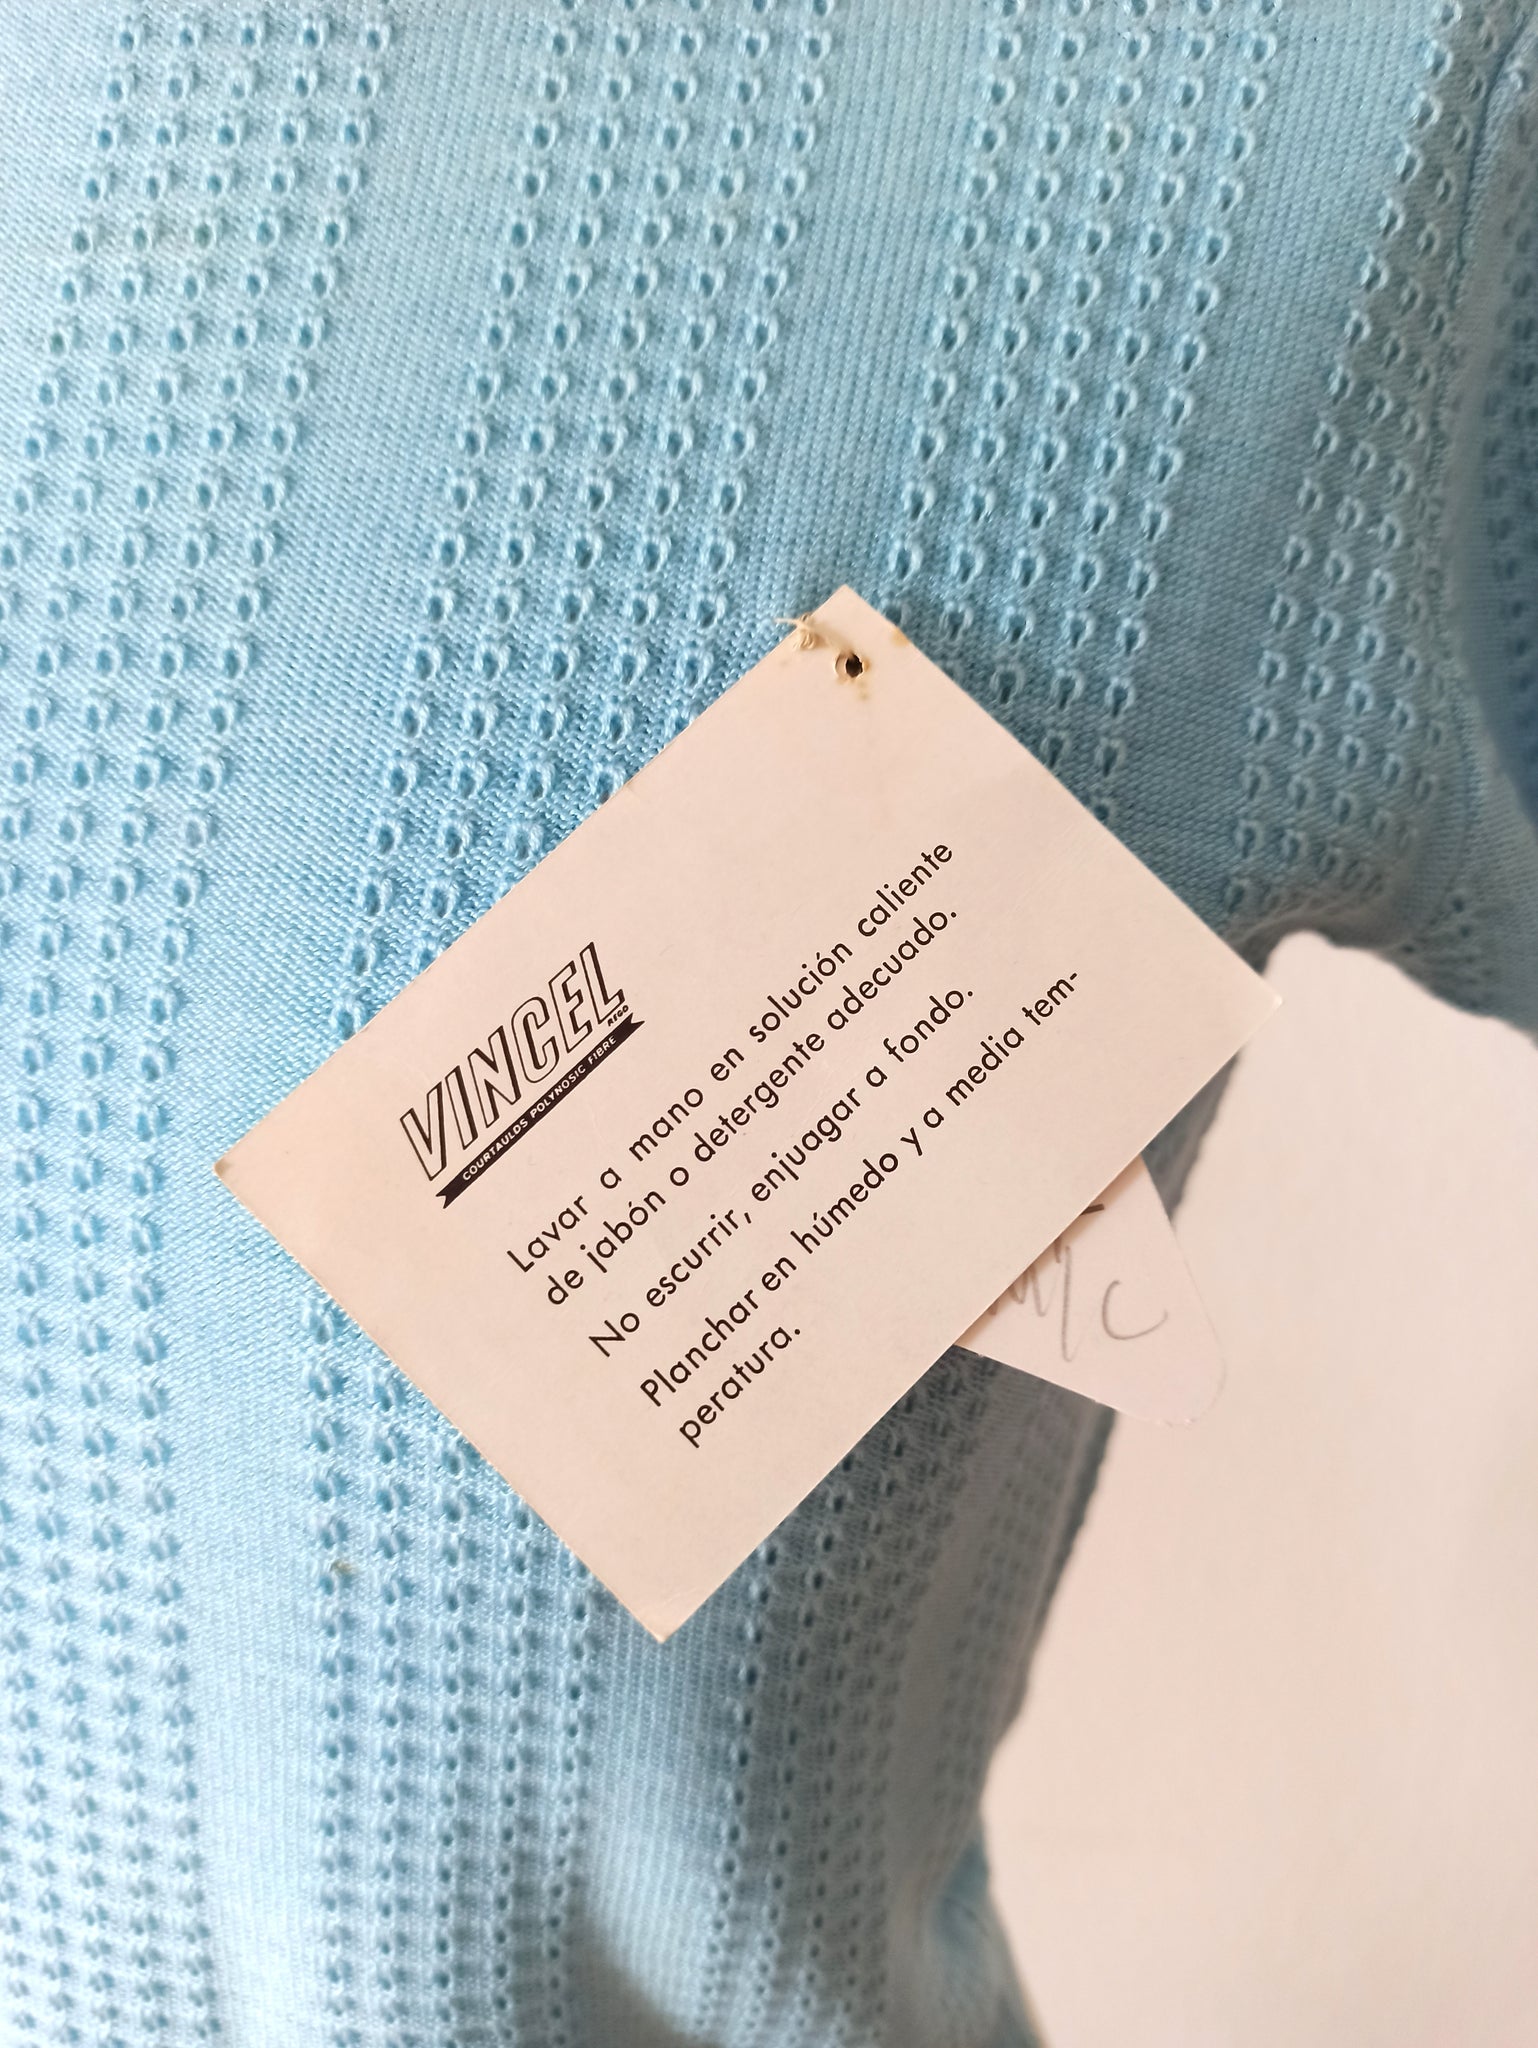 VINCEL
REGD
COURTAULDS POLYNOSIC FIBRE
Lavar a mano en solución caliente
de jabón o detergente adecuado.
No escurrir, enjuagar a fondo.
Planchar en húmedo y a media tem-
peratura.
C